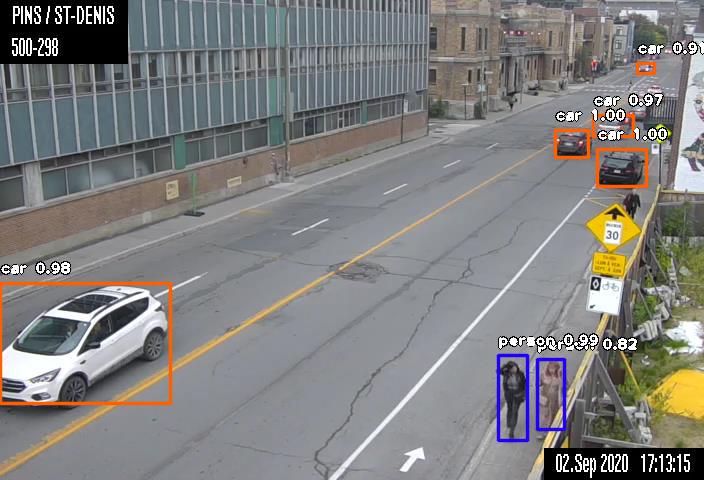 PINS / ST-DENIS
500-298
car 0.91
car 0.97
car 1.00
car 1.00
30
car 0.98
person 0.99
0.82
02.Sep 2020 17:13:15